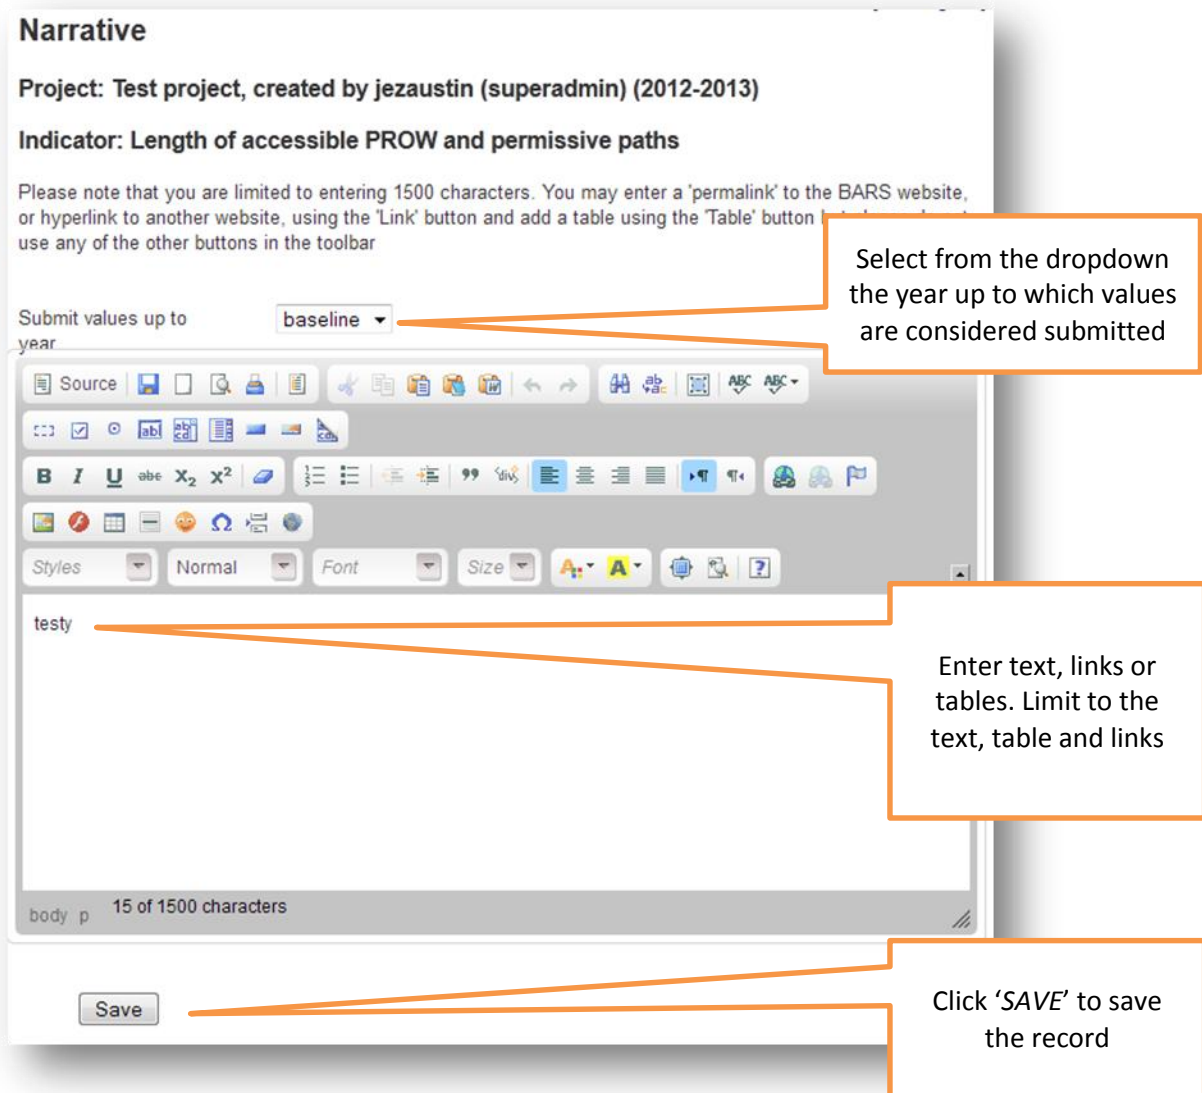 Narrative
Project: Test project, created by jezaustin (superadmin) (2012-2013)
Indicator: Length of accessible PROW and permissive paths
Please note that you are limited to entering 1500 characters. You may enter a 'permalink' to the BARS website,
or hyperlink to another website, using the 'Link' button and add a table using the 'Table' button
use any of the other buttons in the toolbar
Select from the dropdown
the year up to which values
are considered submitted
Submit values up to
year
baseline
Source
ABC ABC
B I U abc X₂ X²
Styles Normal Font Size A A
testy
Enter text, links or
tables. Limit to the
text, table and links
body p 15 of 1500 characters
Save
Click ‘SAVE’ to save
the record